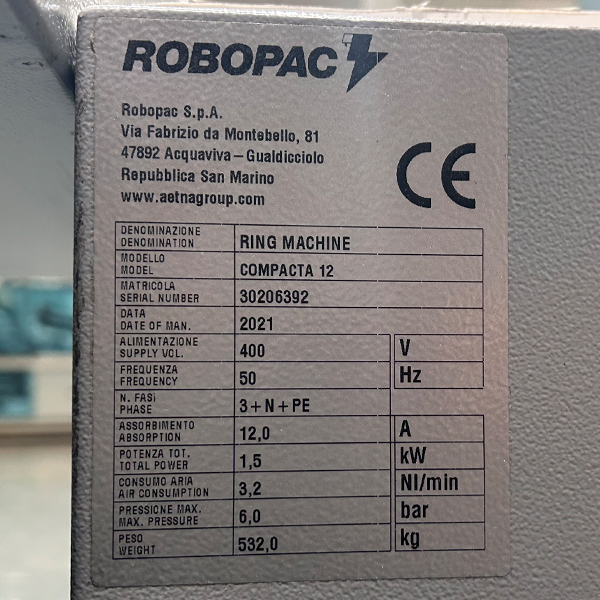 ROBOPAC
Robopac S.p.A.
Via Fabrizio da Montebello, 81
47892 Acquaviva – Gualdicciolo
Repubblica San Marino
www.aetnagroup.com
CE
DENOMINAZIONE
DENOMINATION RING MACHINE
MODELLO
MODEL COMPACTA 12
MATRICOLA
SERIAL NUMBER 30206392
DATA
DATE OF MAN. 2021
ALIMENTAZIONE
SUPPLY VOL. 400 V
FREQUENZA
FREQUENCY 50 Hz
N. FASI
PHASE 3+N+PE
ASSORBIMENTO
ABSORPTION 12,0 A
POTENZA TOT.
TOTAL POWER 1,5 kW
CONSUMO ARIA
AIR CONSUMPTION 3,2 Nl/min
PRESSIONE MAX.
MAX. PRESSURE 6,0 bar
PESO
WEIGHT 532,0 kg